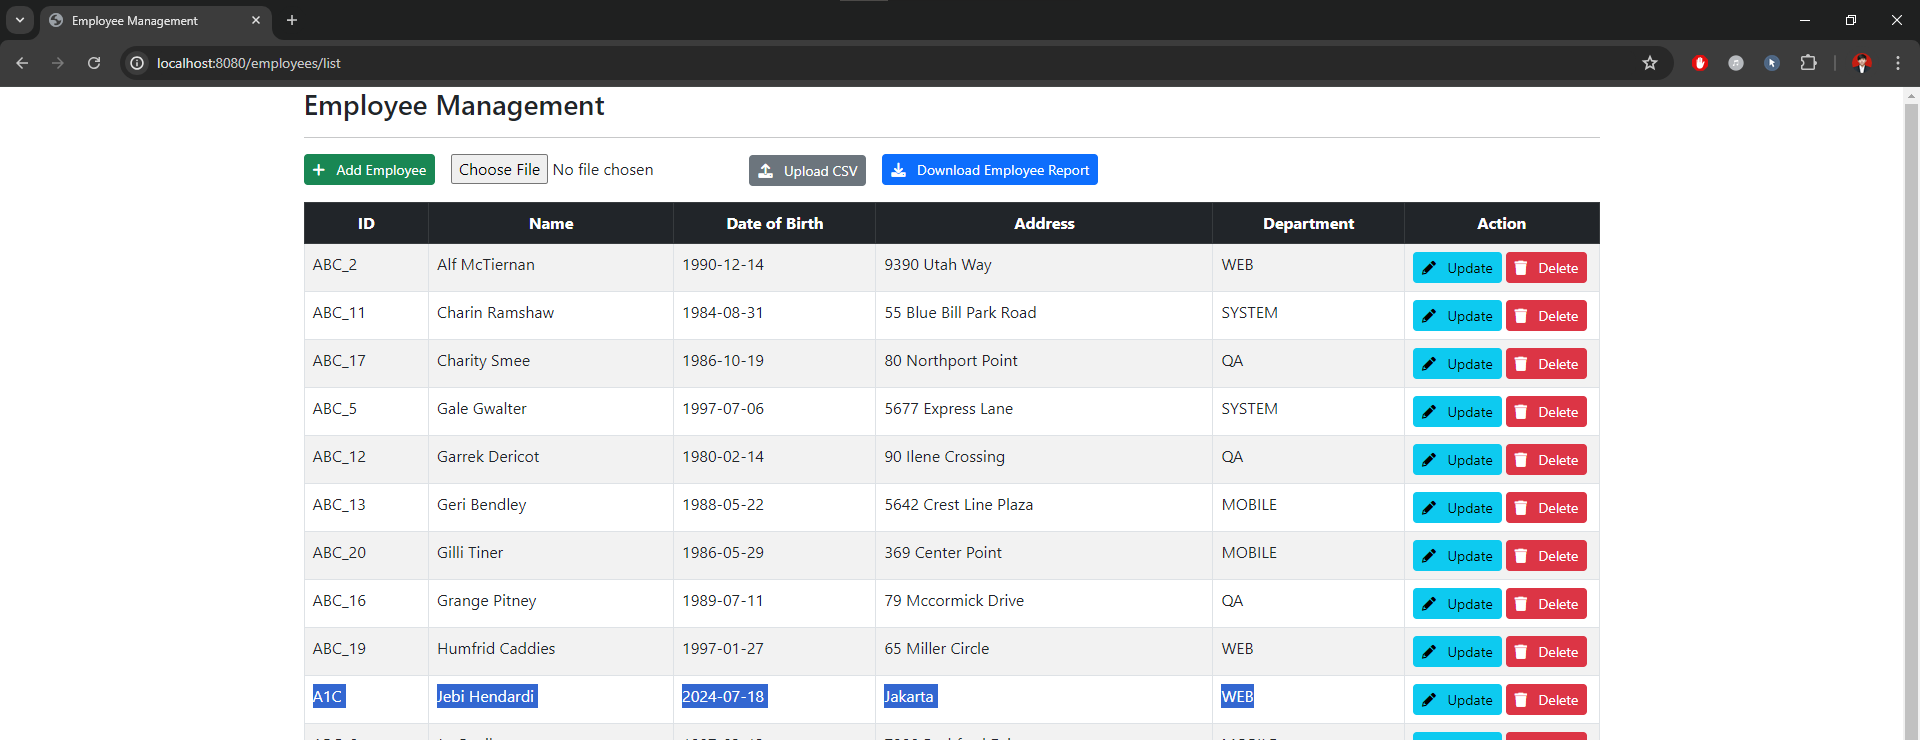 Employee Management
localhost:8080/employees/list
Employee Management
Add Employee Choose File No file chosen Upload CSV Download Employee Report
ID Name Date of Birth Address Department Action
ABC_2 Alf McTiernan 1990-12-14 9390 Utah Way WEB Update Delete
ABC_11 Charin Ramshaw 1984-08-31 55 Blue Bill Park Road SYSTEM Update Delete
ABC_17 Charity Smee 1986-10-19 80 Northport Point QA Update Delete
ABC_5 Gale Gwalter 1997-07-06 5677 Express Lane SYSTEM Update Delete
ABC_12 Garrek Dericot 1980-02-14 90 Ilene Crossing QA Update Delete
ABC_13 Geri Bendley 1988-05-22 5642 Crest Line Plaza MOBILE Update Delete
ABC_20 Gilli Tiner 1986-05-29 369 Center Point MOBILE Update Delete
ABC_16 Grange Pitney 1989-07-11 79 Mccormick Drive QA Update Delete
ABC_19 Humfrid Caddies 1997-01-27 65 Miller Circle WEB Update Delete
A1C Jebi Hendardi 2024-07-18 Jakarta WEB Update Delete